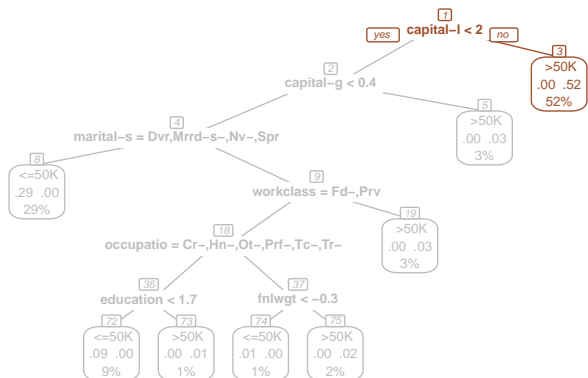 1
yes capital-l < 2 no
2
capital-g < 0.4
3
>50K
.00 .52
52%
4
marital-s = Dvr,Mrrd-s-,Nv-,Spr
5
>50K
.00 .03
3%
8
<=50K
.29 .00
29%
9
workclass = Fd-,Prv
18
occupatio = Cr-,Hn-,Ot-,Prf-,Tc-,Tr-
19
>50K
.00 .03
3%
36
education < 1.7
37
fnlwgt < -0.3
72
<=50K
.09 .00
9%
73
>50K
.00 .01
1%
74
<=50K
.01 .00
1%
75
>50K
.00 .02
2%